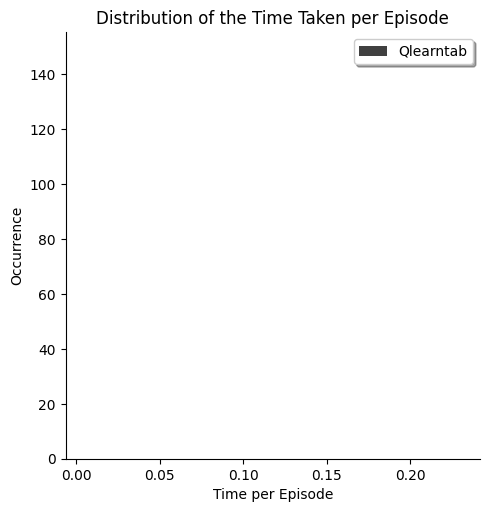 Distribution of the Time Taken per Episode
Qlearntab
140
120
100
80
60
40
20
0
Occurrence
0.00 0.05 0.10 0.15 0.20
Time per Episode